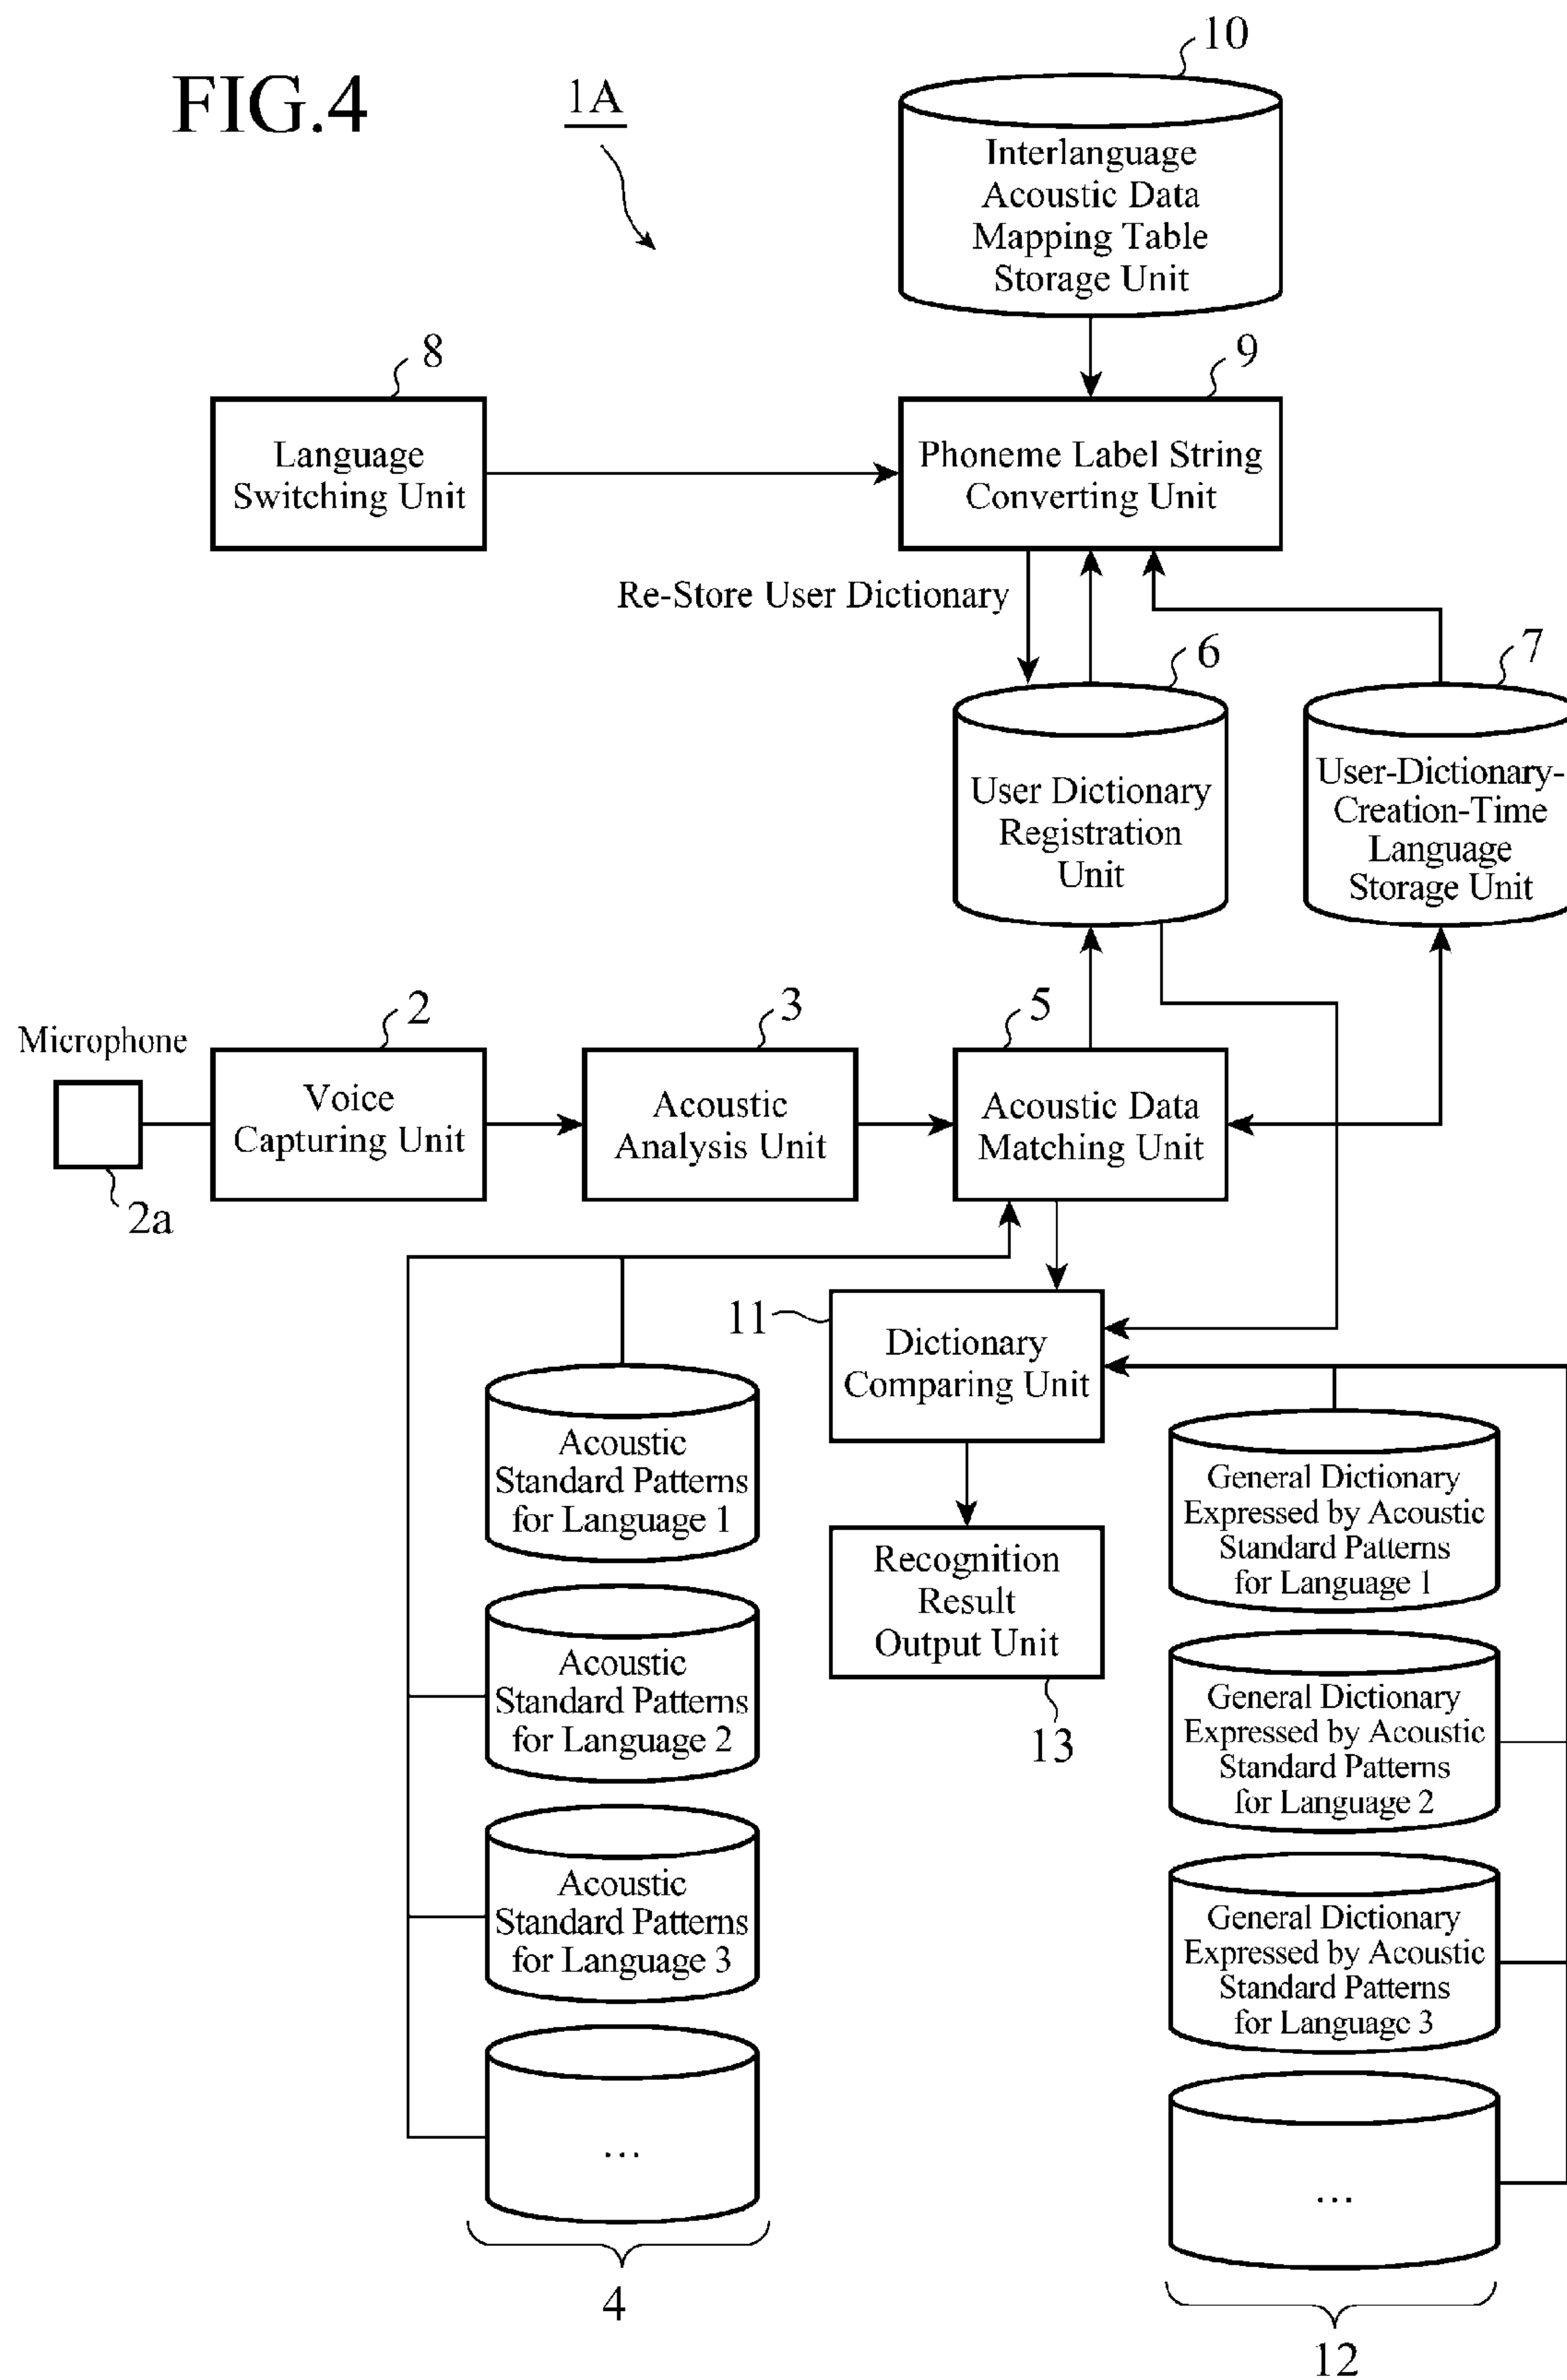 FIG.4
1A
10
Interlanguage
Acoustic Data
Mapping Table
Storage Unit
8
Language
Switching Unit
9
Phoneme Label String
Converting Unit
Re-Store User Dictionary
6
User Dictionary
Registration
Unit
7
User-Dictionary-
Creation-Time
Language
Storage Unit
Microphone
2a
2
Voice
Capturing Unit
3
Acoustic
Analysis Unit
5
Acoustic Data
Matching Unit
11
Dictionary
Comparing Unit
Recognition
Result
Output Unit
13
Acoustic
Standard Patterns
for Language 1
Acoustic
Standard Patterns
for Language 2
Acoustic
Standard Patterns
for Language 3
...
4
General Dictionary
Expressed by Acoustic
Standard Patterns
for Language 1
General Dictionary
Expressed by Acoustic
Standard Patterns
for Language 2
General Dictionary
Expressed by Acoustic
Standard Patterns
for Language 3
...
12